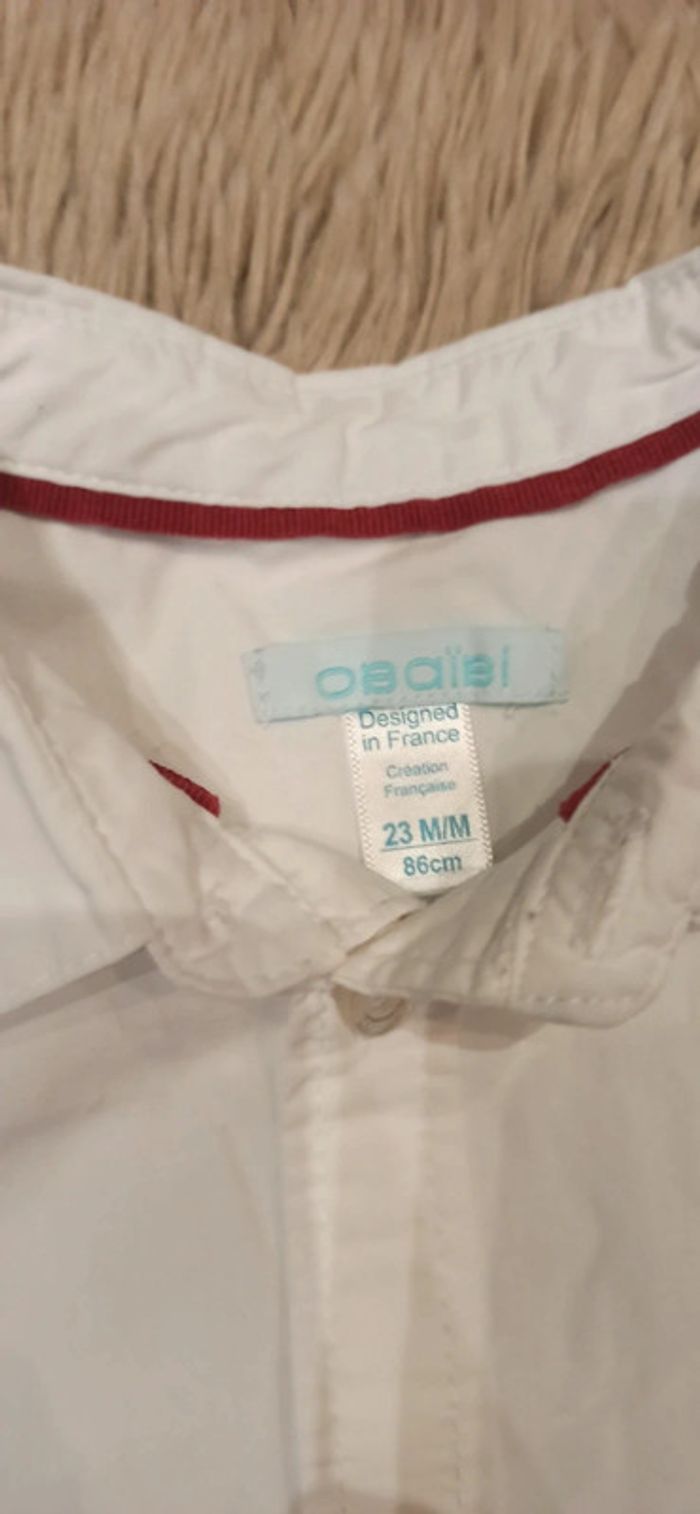 obaïbi
Designed
in France
Création
Française
23 M/M
86cm